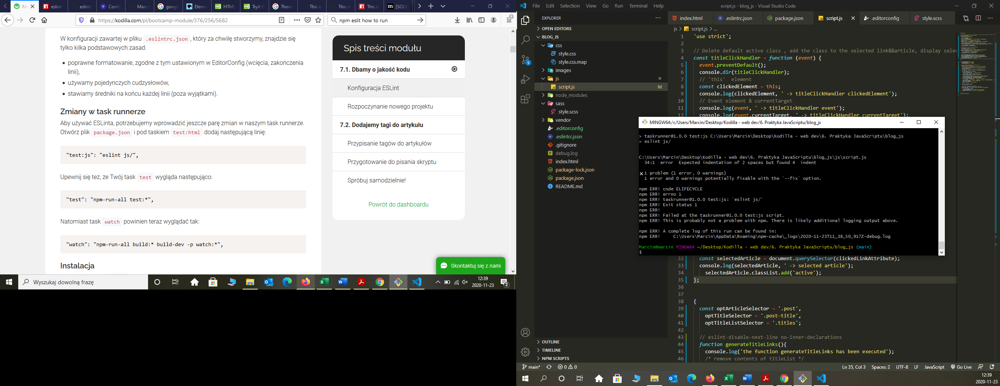 Me
eslint
eslint/
Config
Marcin
google
Eleme
HTML
Tryit E
There
This is
This is
This is
[SOLV
https://kodilla.com/pl/bootcamp-module/376/256/5682
npm eslit how to run
W konfiguracji zawartej w pliku .eslintrc.json , który za chwilę stworzymy, znajdzie się
tylko kilka podstawowych zasad:
• poprawne formatowanie, zgodne z tym ustawionym w EditorConfig (wcięcia, zakończenia
linii),
• używamy pojedynczych cudzysłowów,
• stawiamy średniki na końcu każdej linii (poza wyjątkami).
Zmiany w task runnerze
Aby używać ESLinta, potrzebujemy wprowadzić jeszcze parę zmian w naszym task runnerze.
Otwórz plik package.json i pod taskiem test:html dodaj następującą linię:
"test:js": "eslint js/",
Upewnij się też, że Twój task test wygląda następująco:
"test": "npm-run-all test:*",
Natomiast task watch powinien teraz wyglądać tak:
"watch": "npm-run-all build:* build-dev -p watch:*",
Instalacja
Spis treści modułu
7.1. Dbamy o jakość kodu
Konfiguracja ESLint
Rozpoczynanie nowego projektu
7.2. Dodajemy tagi do artykułu
Przypisanie tagów do artykułów
Przygotowanie do pisania skryptu
Spróbuj samodzielnie!
Powrót do dashboardu
Skontaktuj się z nami
Wyszukaj dowolną frazę
12:39
2020-11-23
2
File Edit Selection View Go Run Terminal Help
script.js - blog_js - Visual Studio Code
EXPLORER
OPEN EDITORS
BLOG_JS
css
style.css
style.css.map
images
js
script.js M
node_modules
sass
style.scss
vendor
.editorconfig
.eslintrc.json
.gitignore
debug.log
index.html
package-lock.json
package.json
README.md
OUTLINE
TIMELINE
NPM SCRIPTS
5
index.html
.eslintrc.json
package.json
script.js
.editorconfig
style.scss
js > script.js > ...
1 'use strict';
2
3 // Delete default active class , add the class to the selected link&&article, display selec
4 const titleClickHandler = function (event) {
5 event.preventDefault();
6 console.dir(titleClickHandler);
7 // 'this' element
8 const clickedElement = this;
9 console.log(clickedElement, ' -> titleClickHandler clickedElement');
10 // Event element & currentTarget
11 console.log(event, ' -> titleClickHandler event');
12 console.log(event.currentTarget, ' -> titleClickHandler currentTarget');
MINGW64:/c/Users/Marcin/Desktop/Kodilla - web dev/6. Praktyka JavaScriptu/blog_js
> taskrunner@1.0.0 test:js C:\Users\Marcin\Desktop\Kodilla - web dev\6. Praktyka JavaScriptu\blog_js
> eslint js/
C:\Users\Marcin\Desktop\Kodilla - web dev\6. Praktyka JavaScriptu\blog_js\js\script.js
34:1 error Expected indentation of 2 spaces but found 4 indent
✖ 1 problem (1 error, 0 warnings)
1 error and 0 warnings potentially fixable with the `--fix` option.
npm ERR! code ELIFECYCLE
npm ERR! errno 1
npm ERR! taskrunner@1.0.0 test:js: `eslint js/`
npm ERR! Exit status 1
npm ERR!
npm ERR! Failed at the taskrunner@1.0.0 test:js script.
npm ERR! This is probably not a problem with npm. There is likely additional logging output above.
npm ERR! A complete log of this run can be found in:
npm ERR! C:\Users\Marcin\AppData\Roaming\npm-cache\_logs\2020-11-23T11_38_50_917Z-debug.log
Marcin@marcin MINGW64 ~/Desktop/Kodilla - web dev/6. Praktyka JavaScriptu/blog_js (main)
$
32 const selectedArticle = document.querySelector(clickedLinkAttribute);
33 console.log(selectedArticle, ' -> selected article');
34 selectedArticle.classList.add('active');
35 };
36
37
38 {
39 const optArticleSelector = '.post',
40 optTitleSelector = '.post-title',
41 optTitleListSelector = '.titles';
42
43 // eslint-disable-next-line no-inner-declarations
44 function generateTitleLinks(){
45 console.log('the function generateTitleLinks has been executed');
46 /* remove contents of titleList */
main* 0 0
Ln 35, Col 3 Spaces: 2 UTF-8 LF JavaScript Go Live
12:39
2020-11-23